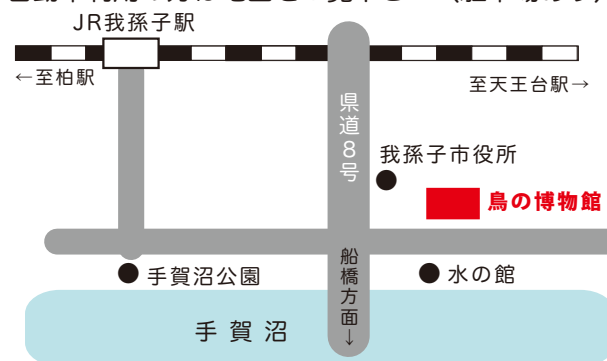 JR我孫子駅
←至柏駅
至天王台駅→
県道8号
我孫子市役所
鳥の博物館
船橋方面↓
手賀沼公園
水の館
手賀沼